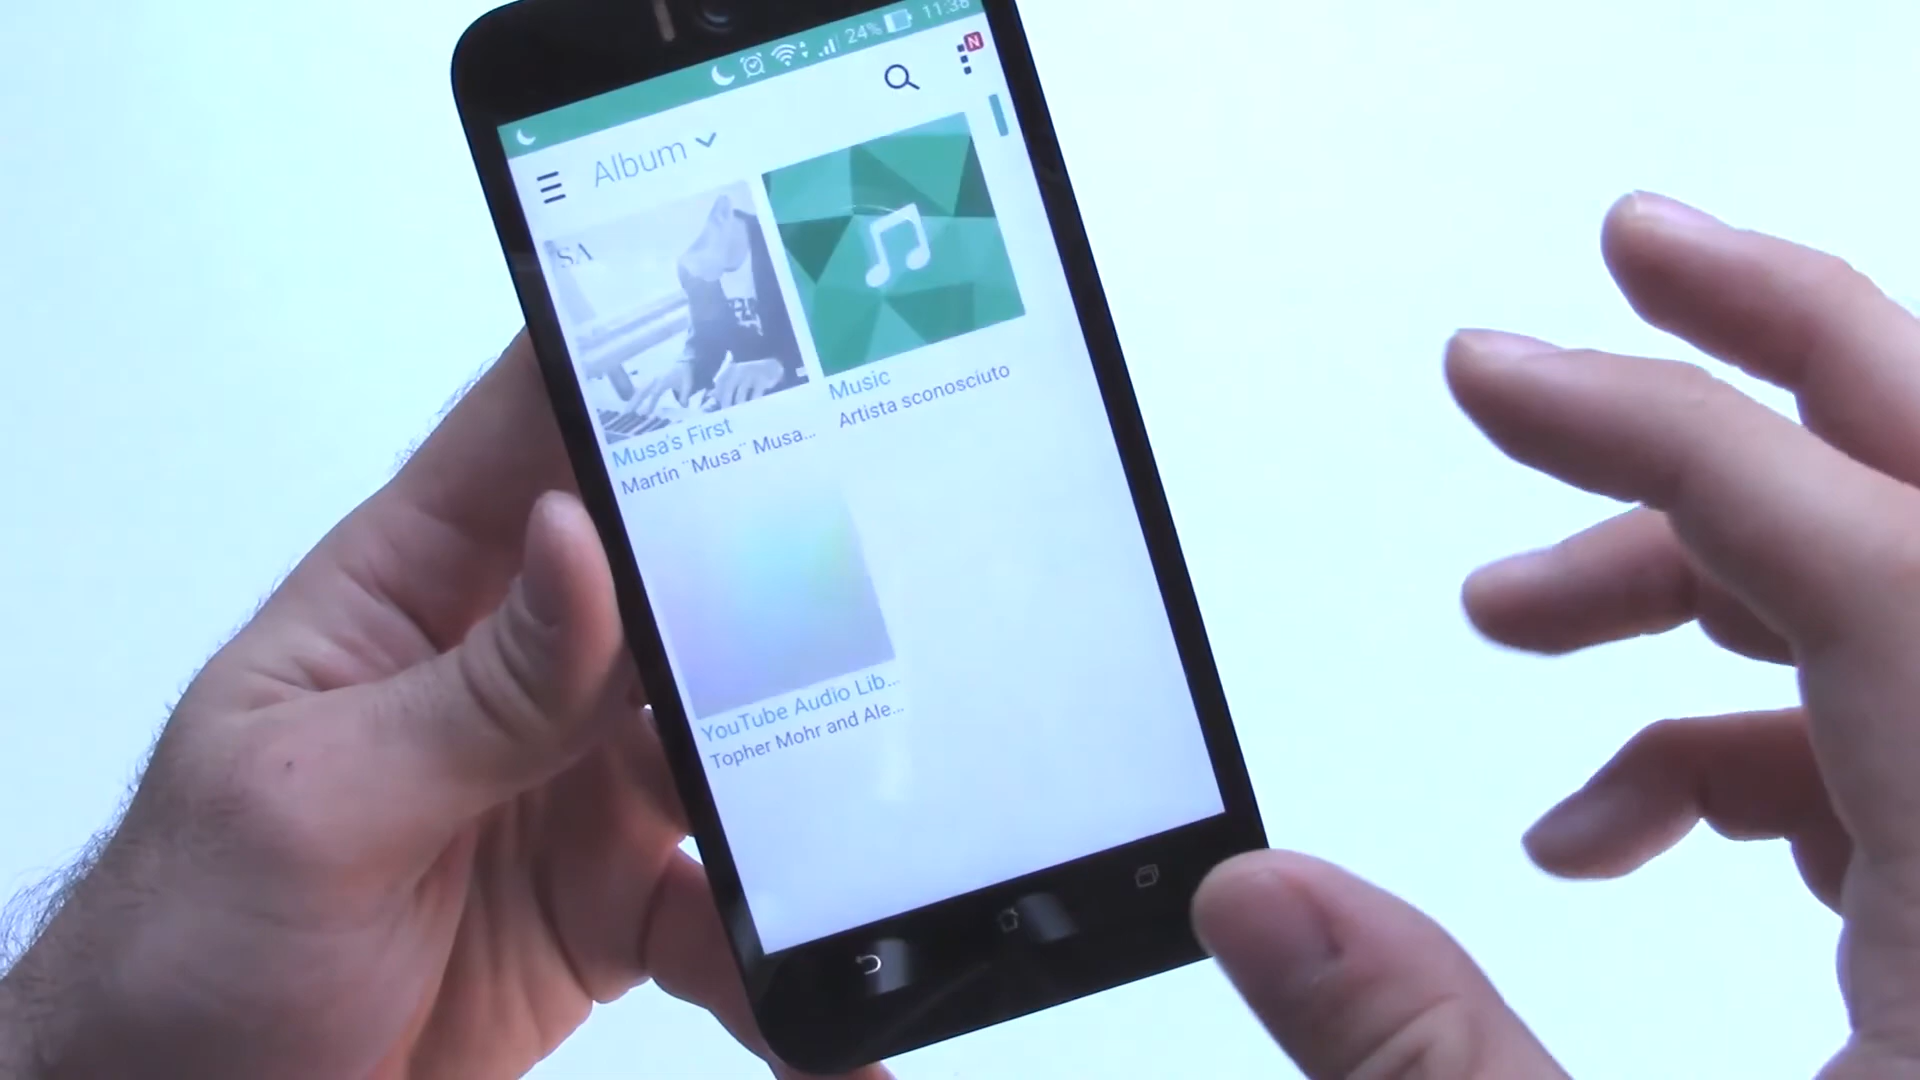 24% 11:38
N
Album
SA
Musa's First
Martín ¨Musa¨ Musa...
Music
Artista sconosciuto
YouTube Audio Lib...
Topher Mohr and Ale...